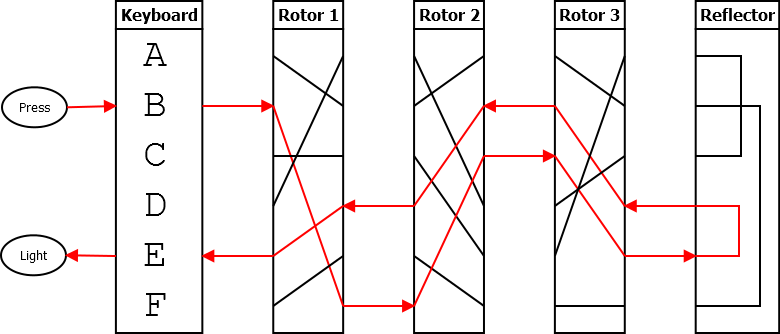 Keyboard Rotor 1 Rotor 2 Rotor 3 Reflector
A
Press B
C
D
Light E
F